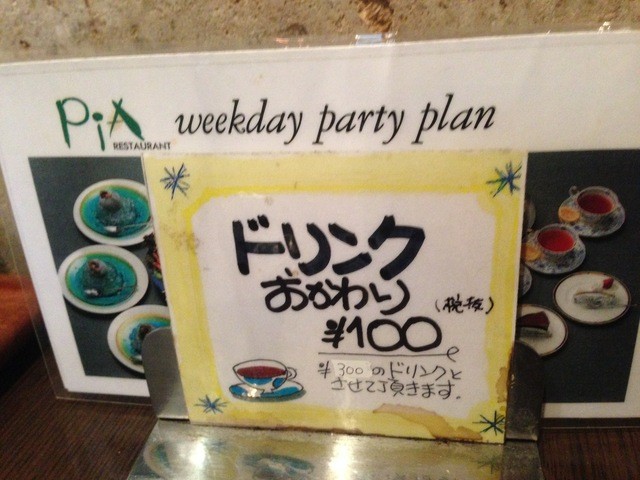 PiA
RESTAURANT
weekday party plan
ドリンク
おかわり
(税抜)
¥100
¥300のドリンクと
させて頂きます.